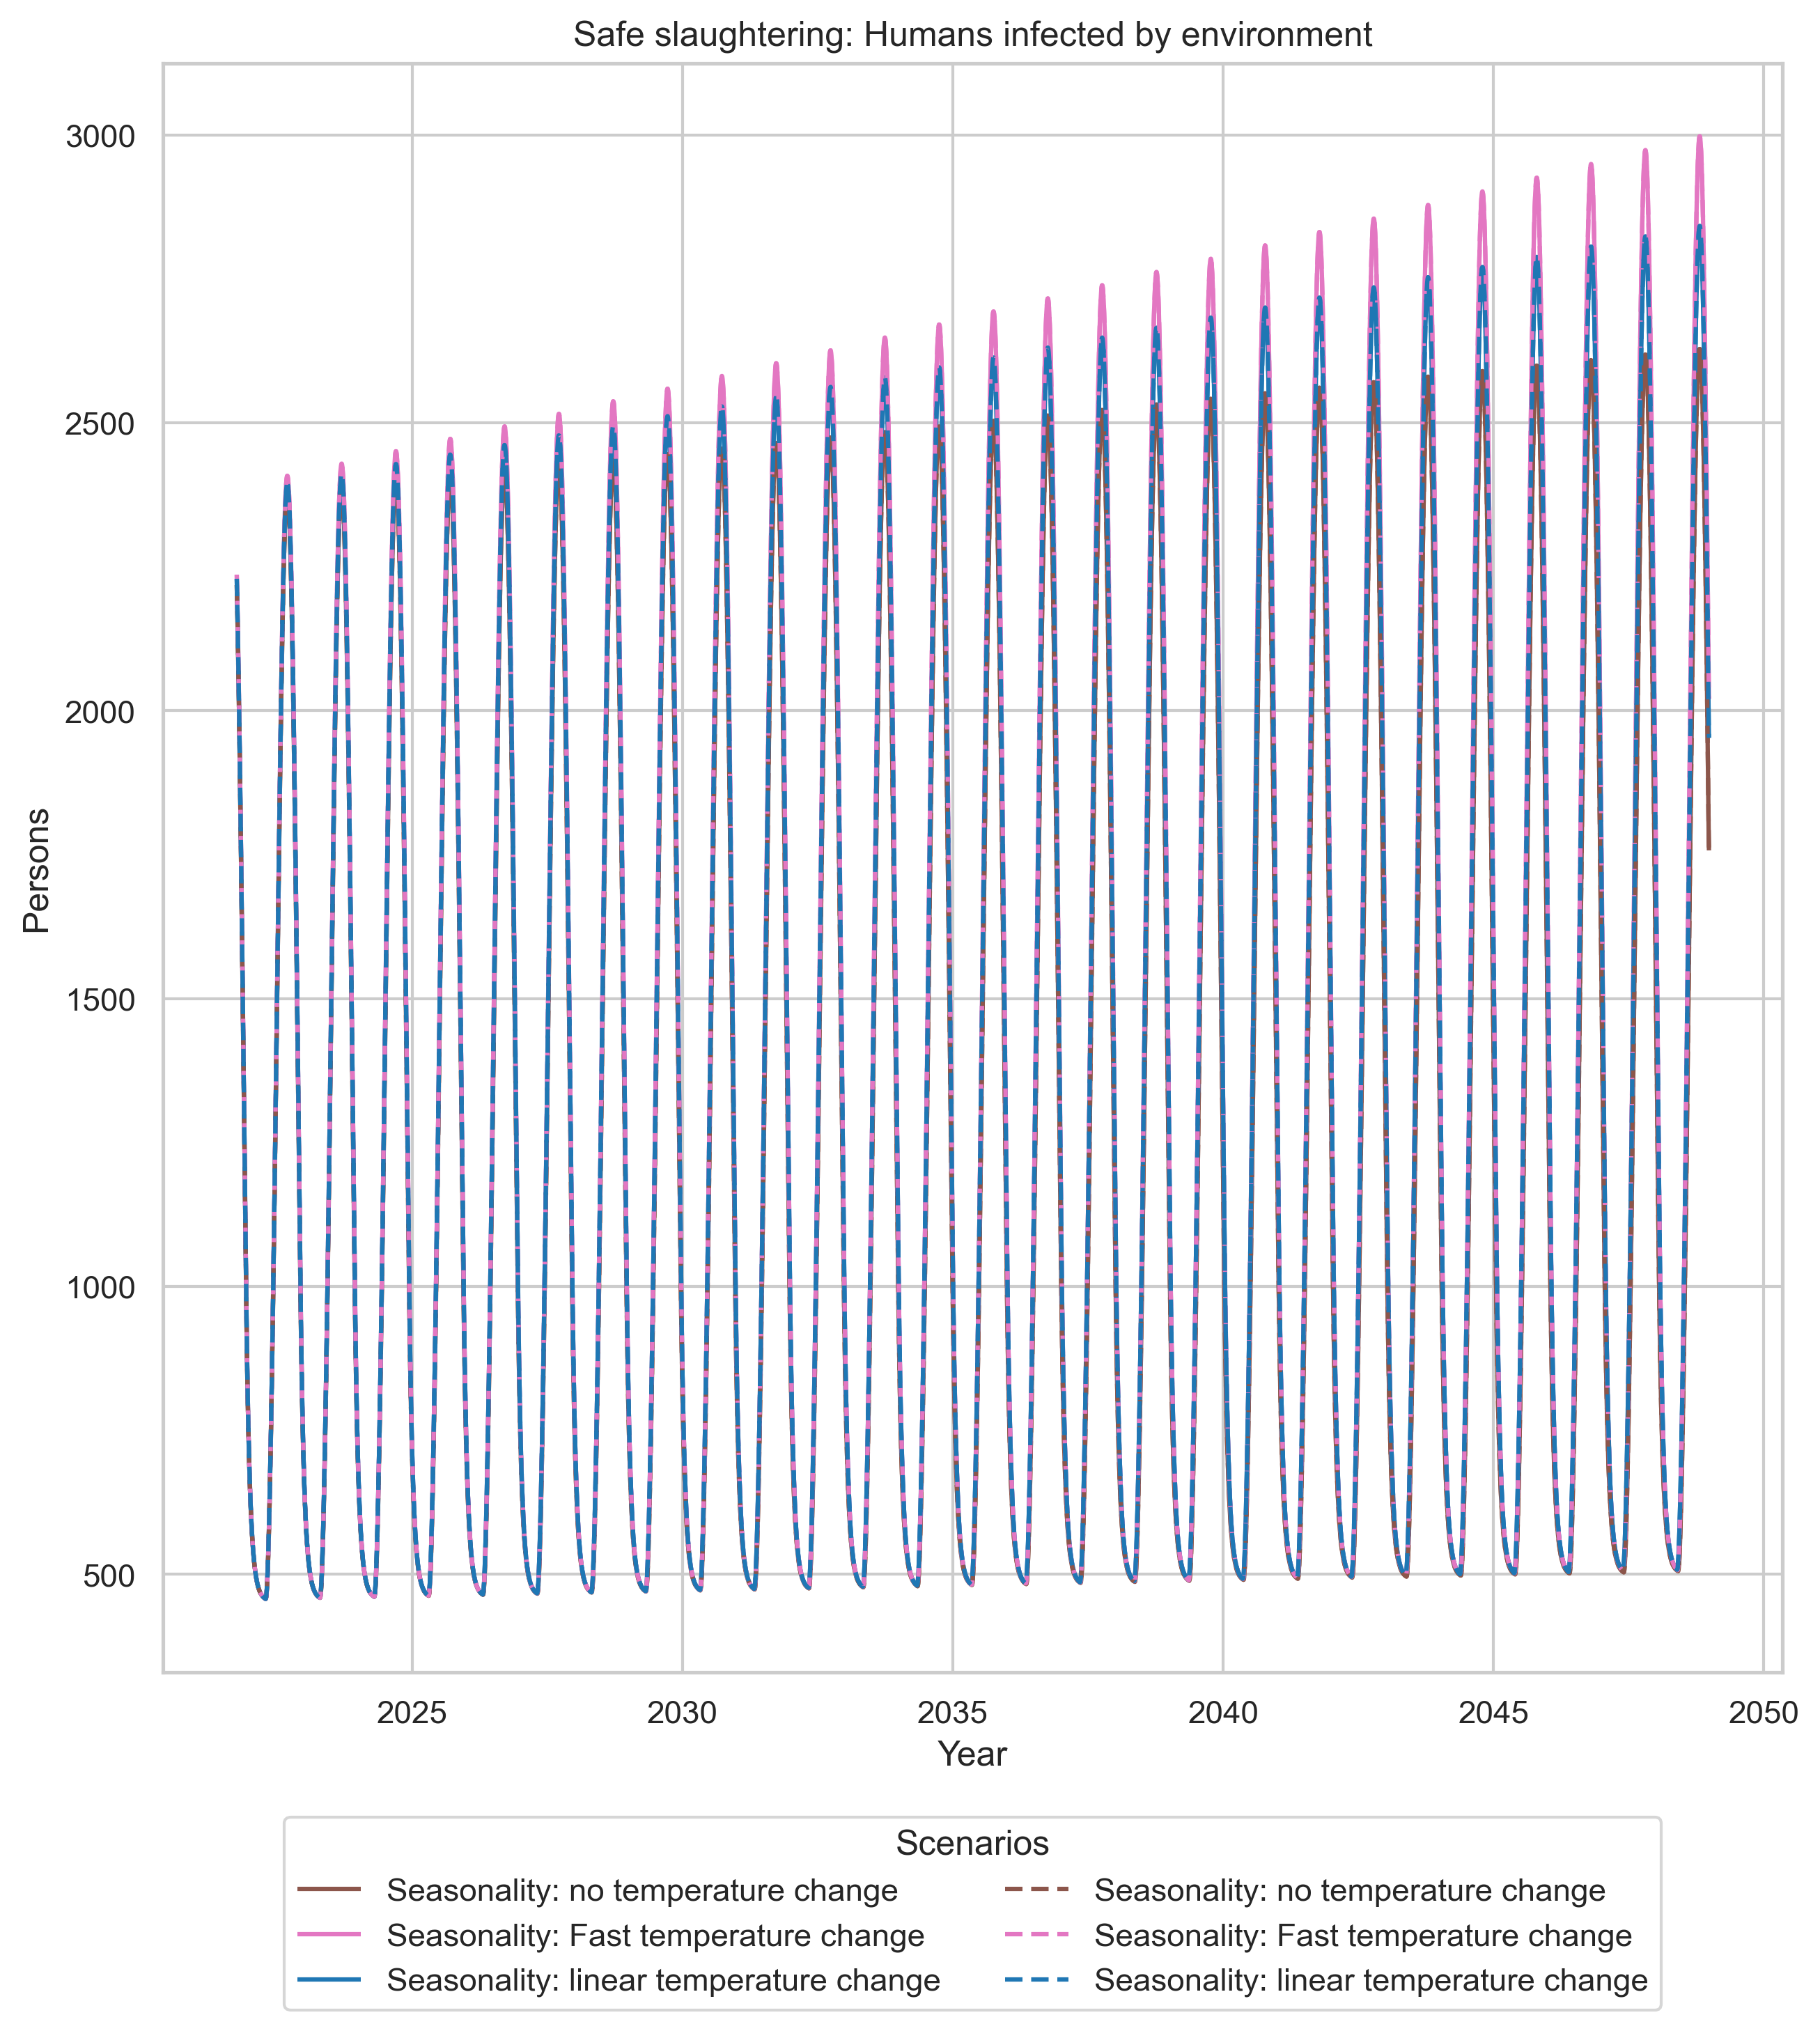 Safe slaughtering: Humans infected by environment
3000
2500
2000
1500
1000
500
Persons
2025 2030 2035 2040 2045 2050
Year
Scenarios
Seasonality: no temperature change Seasonality: no temperature change
Seasonality: Fast temperature change Seasonality: Fast temperature change
Seasonality: linear temperature change Seasonality: linear temperature change